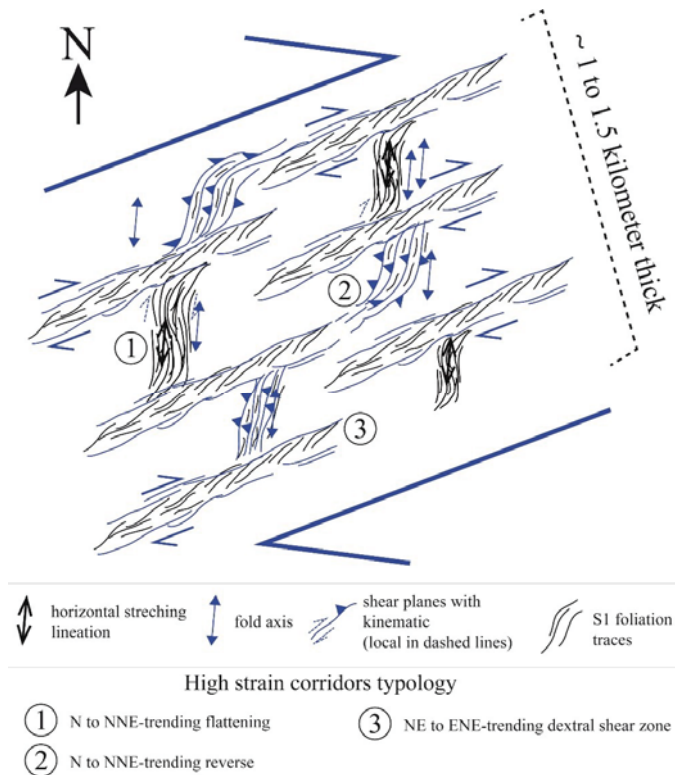 N
~ 1 to 1.5 kilometer thick
1
2
3
horizontal streching
lineation
fold axis
shear planes with
kinematic
(local in dashed lines)
S1 foliation
traces
High strain corridors typology
1 N to NNE-trending flattening
3 NE to ENE-trending dextral shear zone
2 N to NNE-trending reverse